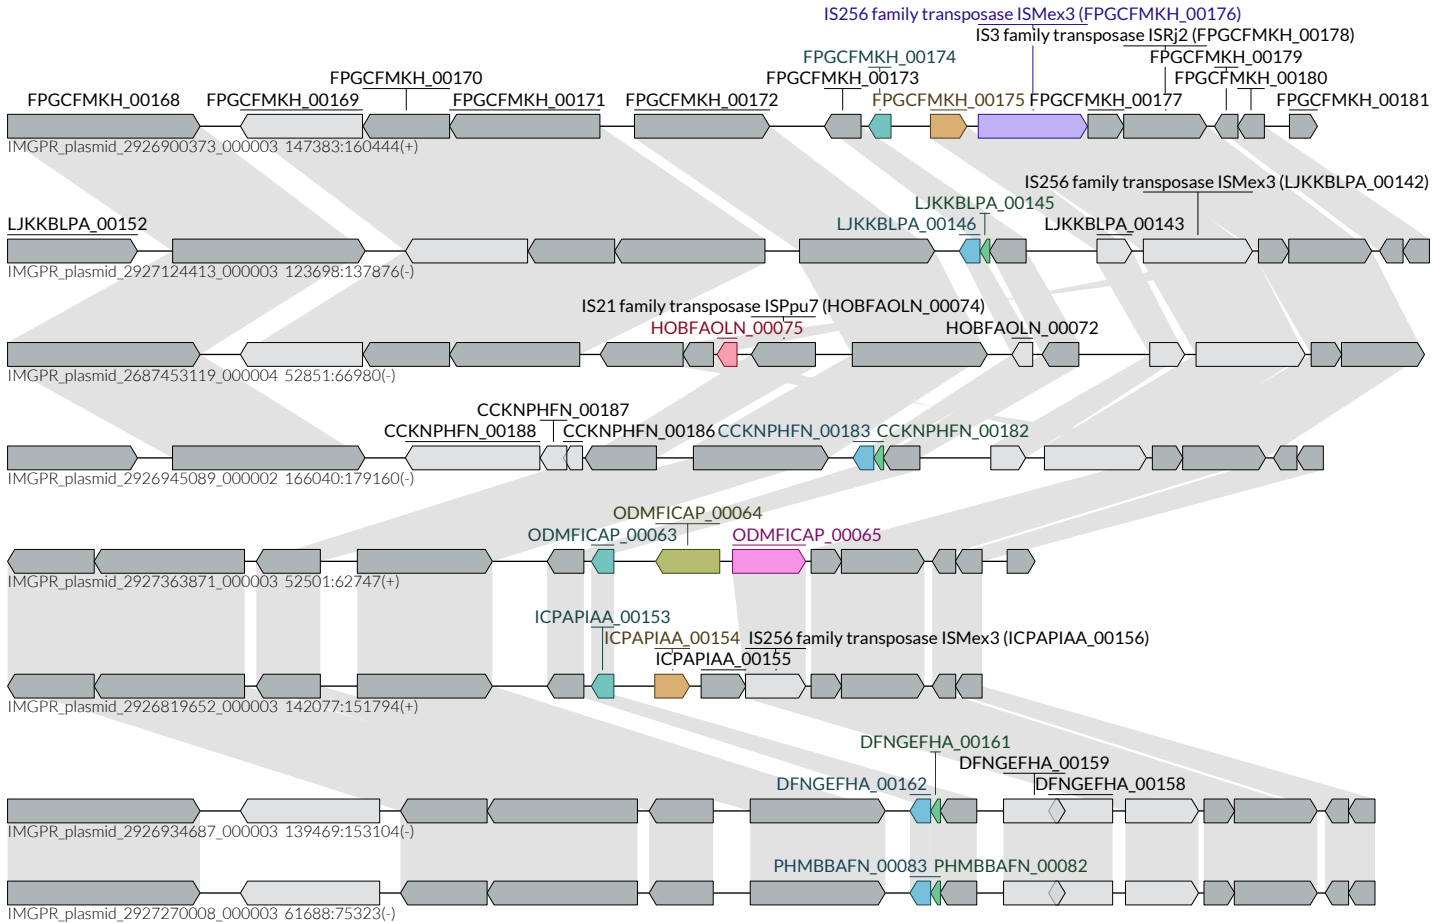 IS256 family transposase ISMex3 (FPGCFMKH_00176)
IS3 family transposase ISRj2 (FPGCFMKH_00178)
FPGCFMKH_00174 FPGCFMKH_00179
FPGCFMKH_00170 FPGCFMKH_00173 FPGCFMKH_00180
FPGCFMKH_00168 FPGCFMKH_00169 FPGCFMKH_00171 FPGCFMKH_00172 FPGCFMKH_00175 FPGCFMKH_00177 FPGCFMKH_00181
IMGPR_plasmid_2926900373_000003 147383:160444(+)
IS256 family transposase ISMex3 (LJKKBLPA_00142)
LJKKBLPA_00145
LJKKBLPA_00152 LJKKBLPA_00146 LJKKBLPA_00143
IMGPR_plasmid_2927124413_000003 123698:137876(-)
IS21 family transposase ISPpu7 (HOBFAOLN_00074)
HOBFAOLN_00075 HOBFAOLN_00072
IMGPR_plasmid_2687453119_000004 52851:66980(-)
CCKNPHFN_00187
CCKNPHFN_00188 CCKNPHFN_00186 CCKNPHFN_00183 CCKNPHFN_00182
IMGPR_plasmid_2926945089_000002 166040:179160(-)
ODMFICAP_00064
ODMFICAP_00063 ODMFICAP_00065
IMGPR_plasmid_2927363871_000003 52501:62747(+)
ICPAPIAA_00153
ICPAPIAA_00154 IS256 family transposase ISMex3 (ICPAPIAA_00156)
ICPAPIAA_00155
IMGPR_plasmid_2926819652_000003 142077:151794(+)
DFNGEFHA_00161
DFNGEFHA_00159
DFNGEFHA_00162 DFNGEFHA_00158
IMGPR_plasmid_2926934687_000003 139469:153104(-)
PHMBBAFN_00083 PHMBBAFN_00082
IMGPR_plasmid_2927270008_000003 61688:75323(-)